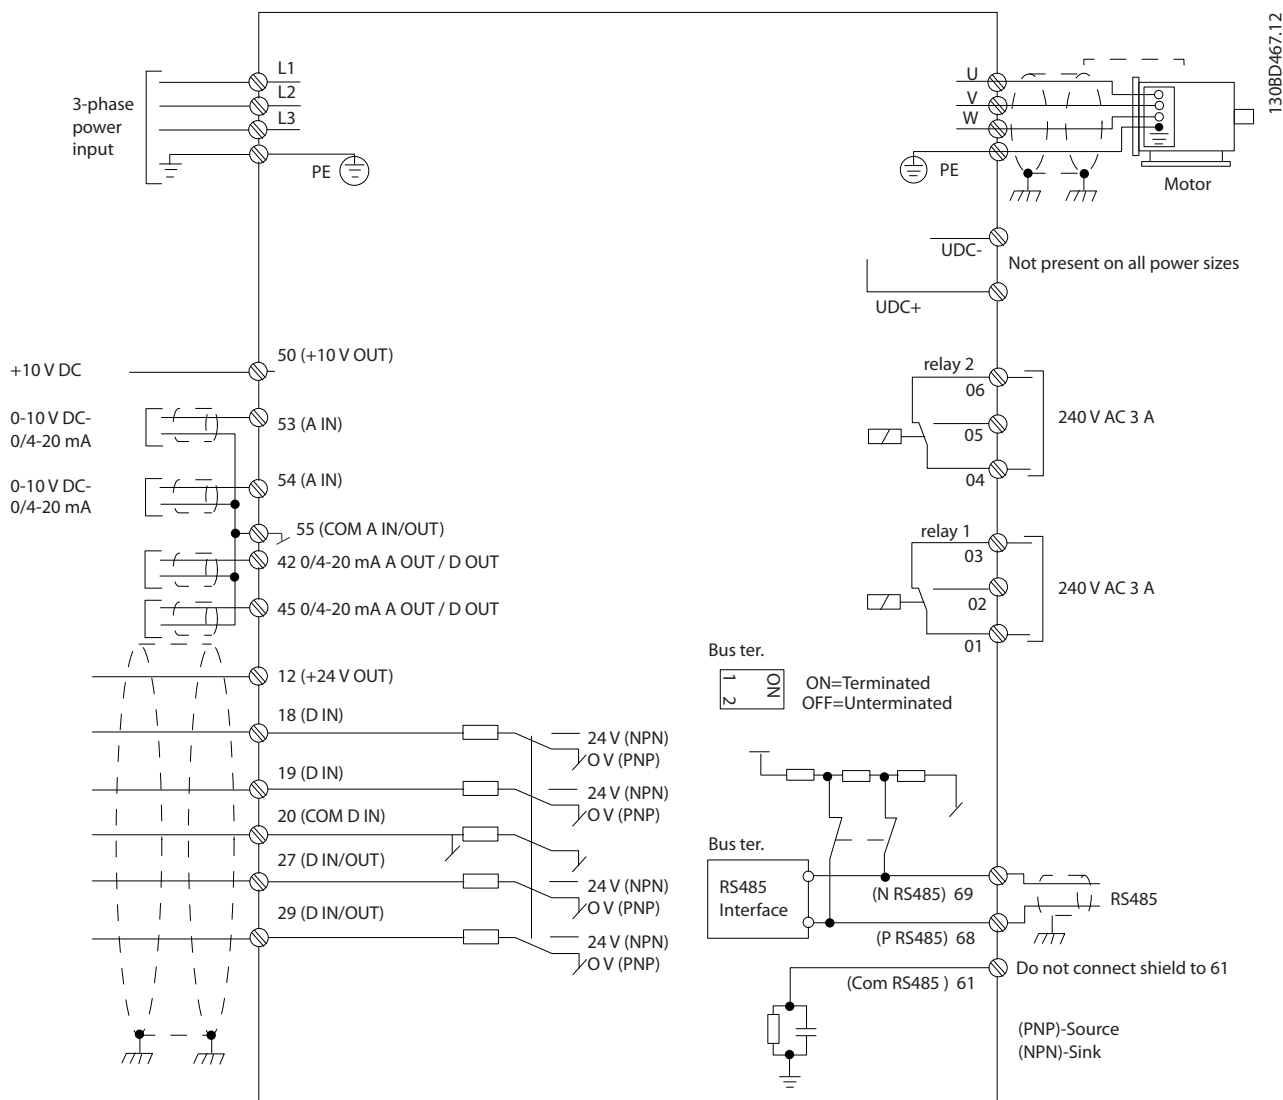 130BD467.12
L1
L2
L3
3-phase
power
input
PE
U
V
W
PE
Motor
UDC-
Not present on all power sizes
UDC+
+10 V DC
50 (+10 V OUT)
0-10 V DC-
0/4-20 mA
53 (A IN)
0-10 V DC-
0/4-20 mA
54 (A IN)
55 (COM A IN/OUT)
42 0/4-20 mA A OUT / D OUT
45 0/4-20 mA A OUT / D OUT
12 (+24 V OUT)
18 (D IN)
24 V (NPN)
O V (PNP)
19 (D IN)
24 V (NPN)
O V (PNP)
20 (COM D IN)
27 (D IN/OUT)
24 V (NPN)
O V (PNP)
29 (D IN/OUT)
24 V (NPN)
O V (PNP)
relay 2
06
05
04
240 V AC 3 A
relay 1
03
02
01
240 V AC 3 A
Bus ter.
1
2
ON
ON=Terminated
OFF=Unterminated
Bus ter.
RS485
Interface
(N RS485) 69
RS485
(P RS485) 68
(Com RS485 ) 61
Do not connect shield to 61
(PNP)-Source
(NPN)-Sink